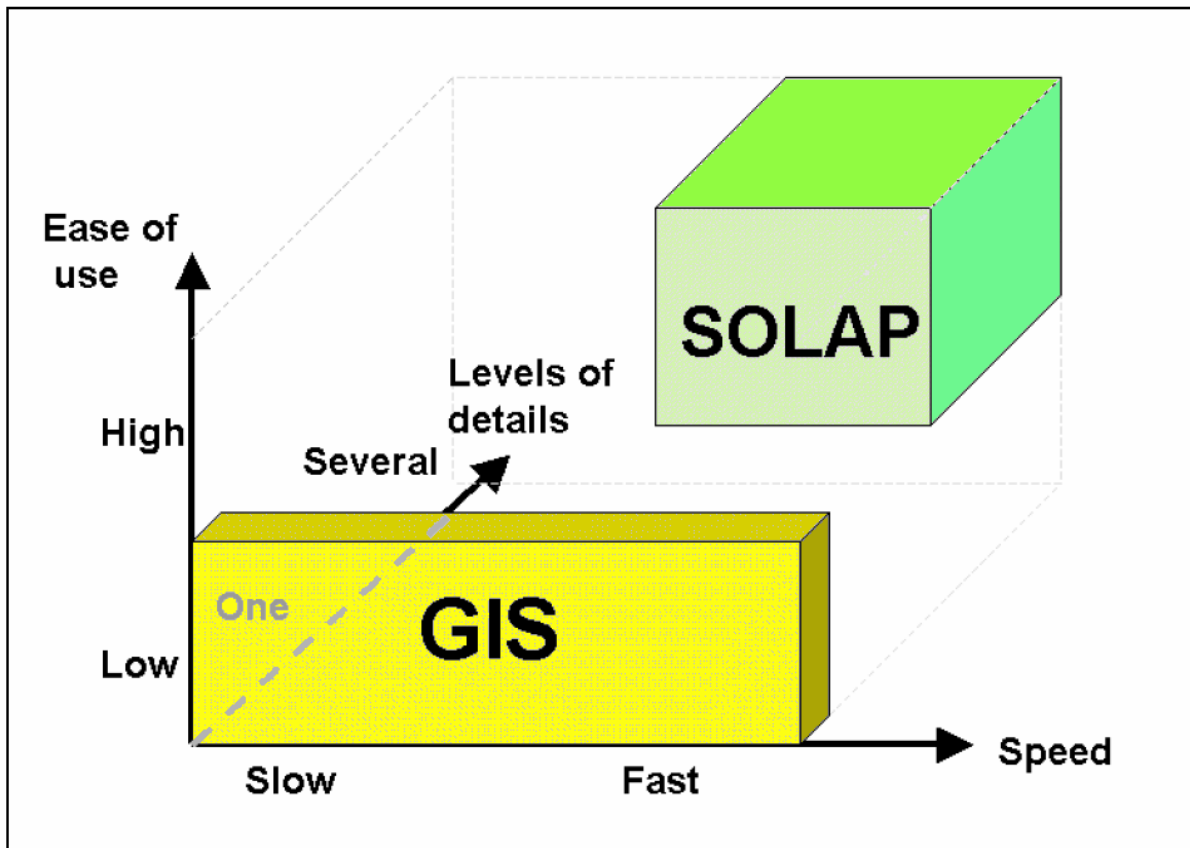 Ease of
use
SOLAP
Levels of
details
High
Several
One
GIS
Low
Speed
Slow
Fast